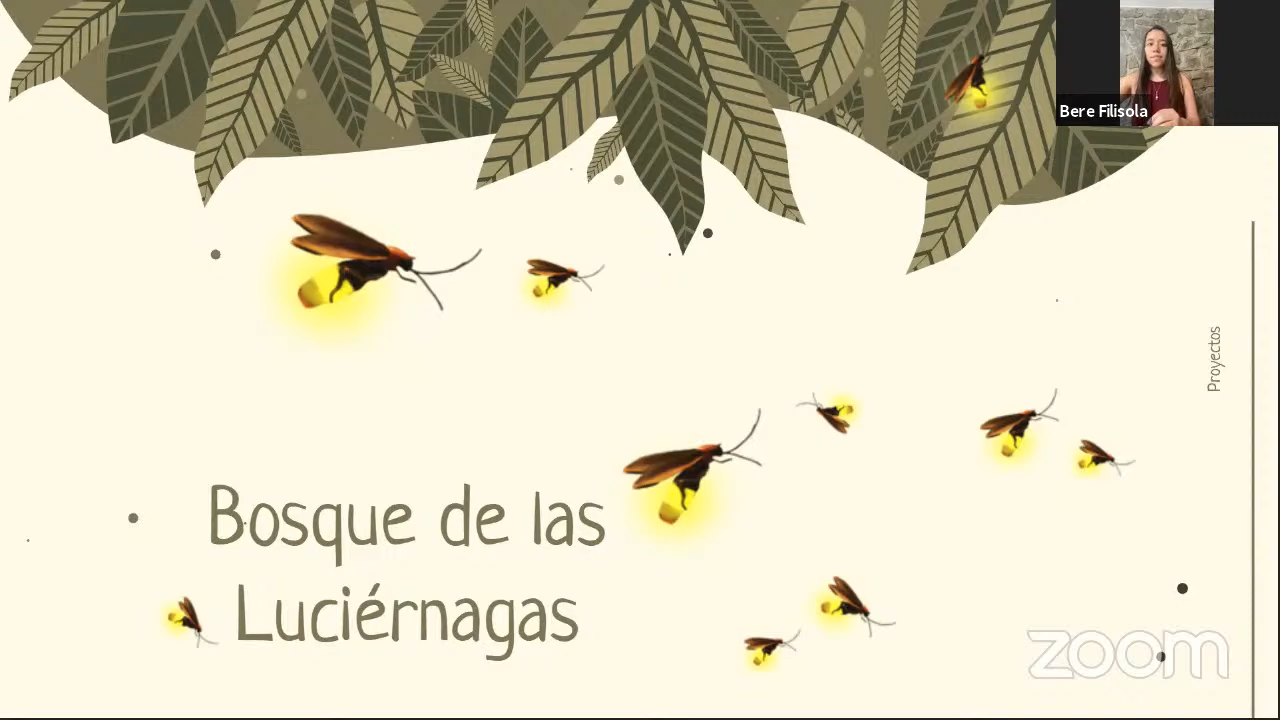 Bere Filisola
Proyectos
Bosque de las
Luciérnagas
zoom